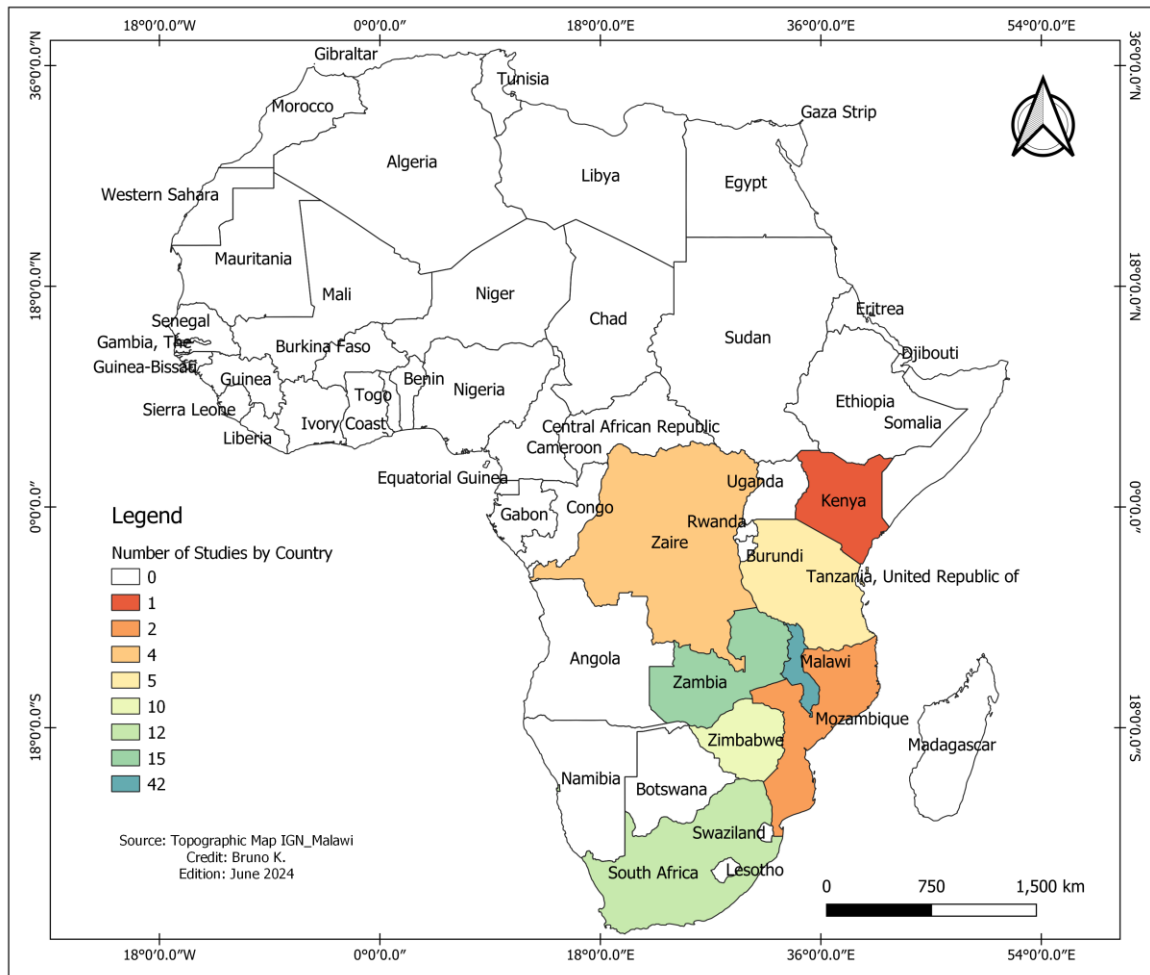 18°0'0.0"W
0°0'0.0"
18°0'0.0"E
36°0'0.0"E
54°0'0.0"E
36°0'0.0"N
36°0'0.0"N
Gibraltar
Tunisia
Morocco
Gaza Strip
Algeria
Libya
Egypt
Western Sahara
Mauritania
18°0'0.0"N
18°0'0.0"N
Mali
Niger
Chad
Eritrea
Senegal
Sudan
Gambia, The
Burkina Faso
Djibouti
Guinea-Bissau
Guinea
Togo
Benin
Nigeria
Ethiopia
Sierra Leone
Ivory Coast
Somalia
Liberia
Central African Republic
Cameroon
Equatorial Guinea
Uganda
Kenya
0°0'0.0"
0°0'0.0"
Gabon
Congo
Rwanda
Zaire
Burundi
Tanzania, United Republic of
Angola
Malawi
Zambia
Mozambique
18°0'0.0"S
18°0'0.0"S
Zimbabwe
Madagascar
Namibia
Botswana
Swaziland
South Africa
Lesotho
Legend
Number of Studies by Country
0
1
2
4
5
10
12
15
42
Source: Topographic Map IGN_Malawi
Credit: Bruno K.
Edition: June 2024
0 750 1,500 km
18°0'0.0"W
0°0'0.0"
18°0'0.0"E
36°0'0.0"E
54°0'0.0"E